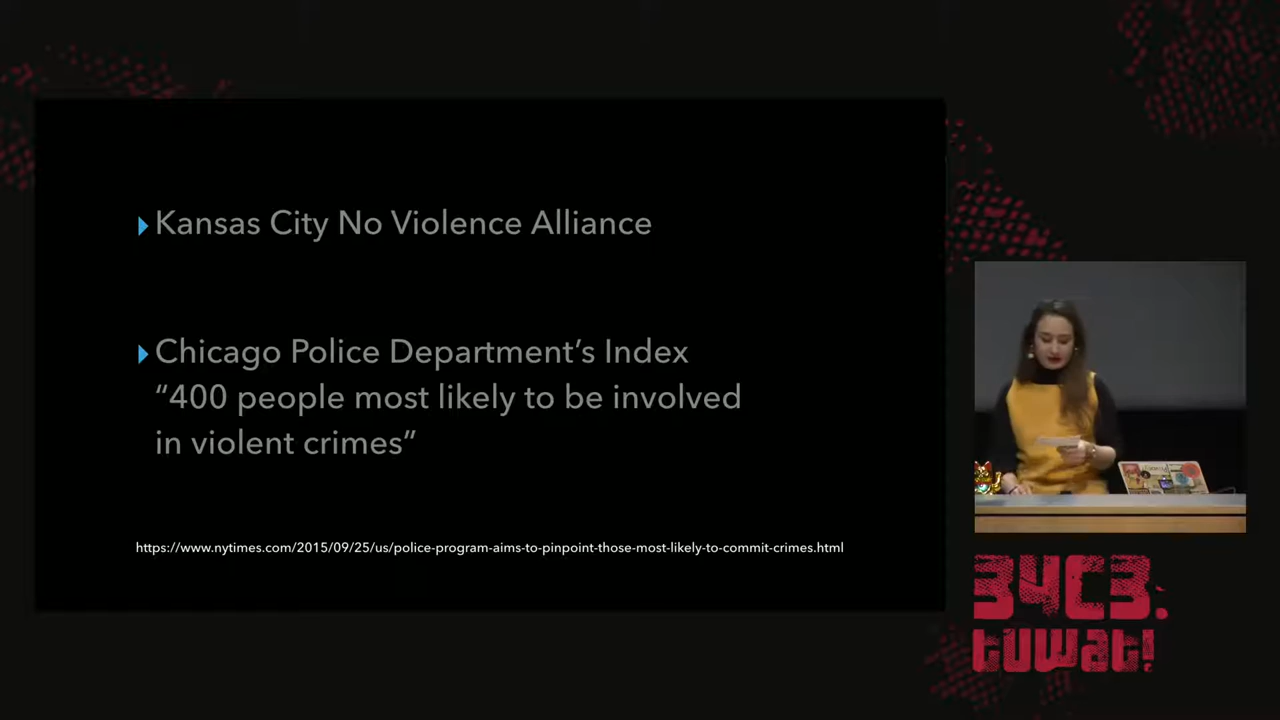 Kansas City No Violence Alliance
Chicago Police Department’s Index
“400 people most likely to be involved
in violent crimes”
https://www.nytimes.com/2015/09/25/us/police-program-aims-to-pinpoint-those-most-likely-to-commit-crimes.html
34C3.
tuwat!